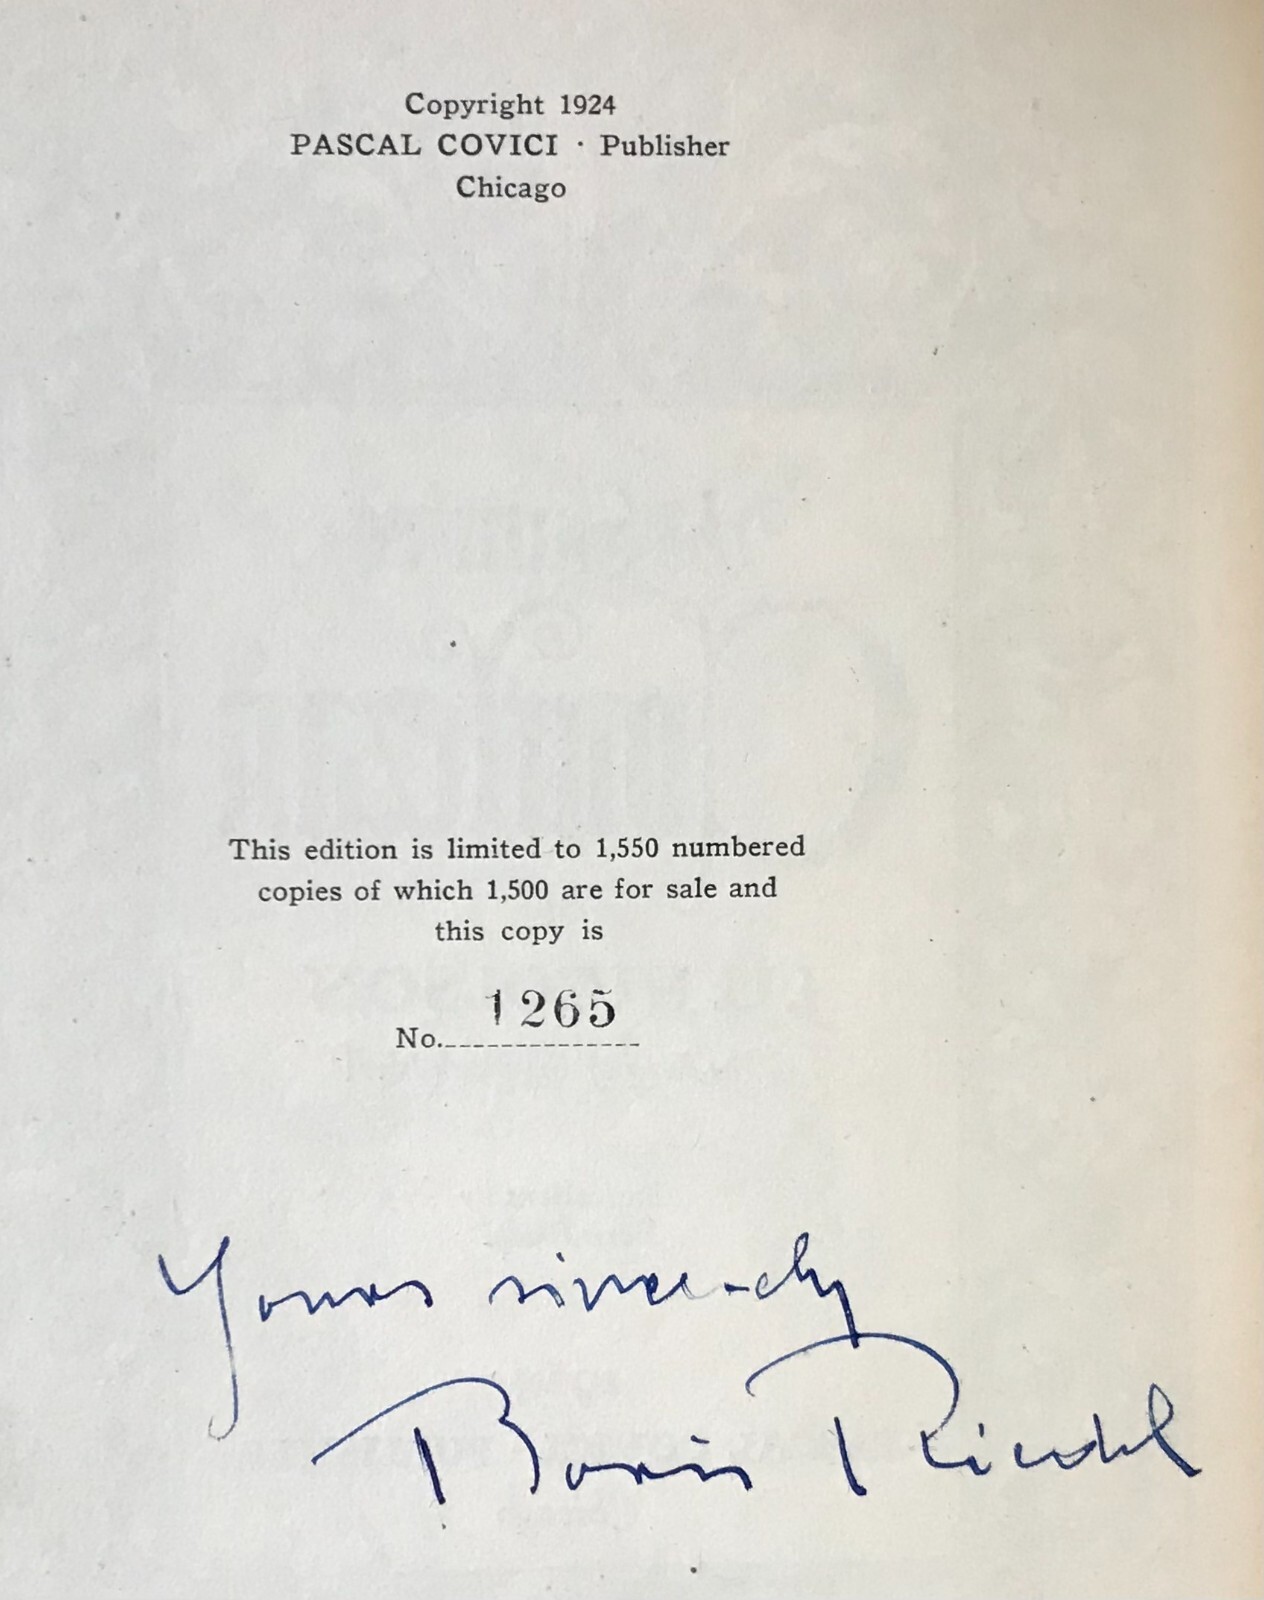 Copyright 1924
PASCAL COVICI · Publisher
Chicago
This edition is limited to 1,550 numbered
copies of which 1,500 are for sale and
this copy is
1265
No.
Yours sincerely
Boris Riedel